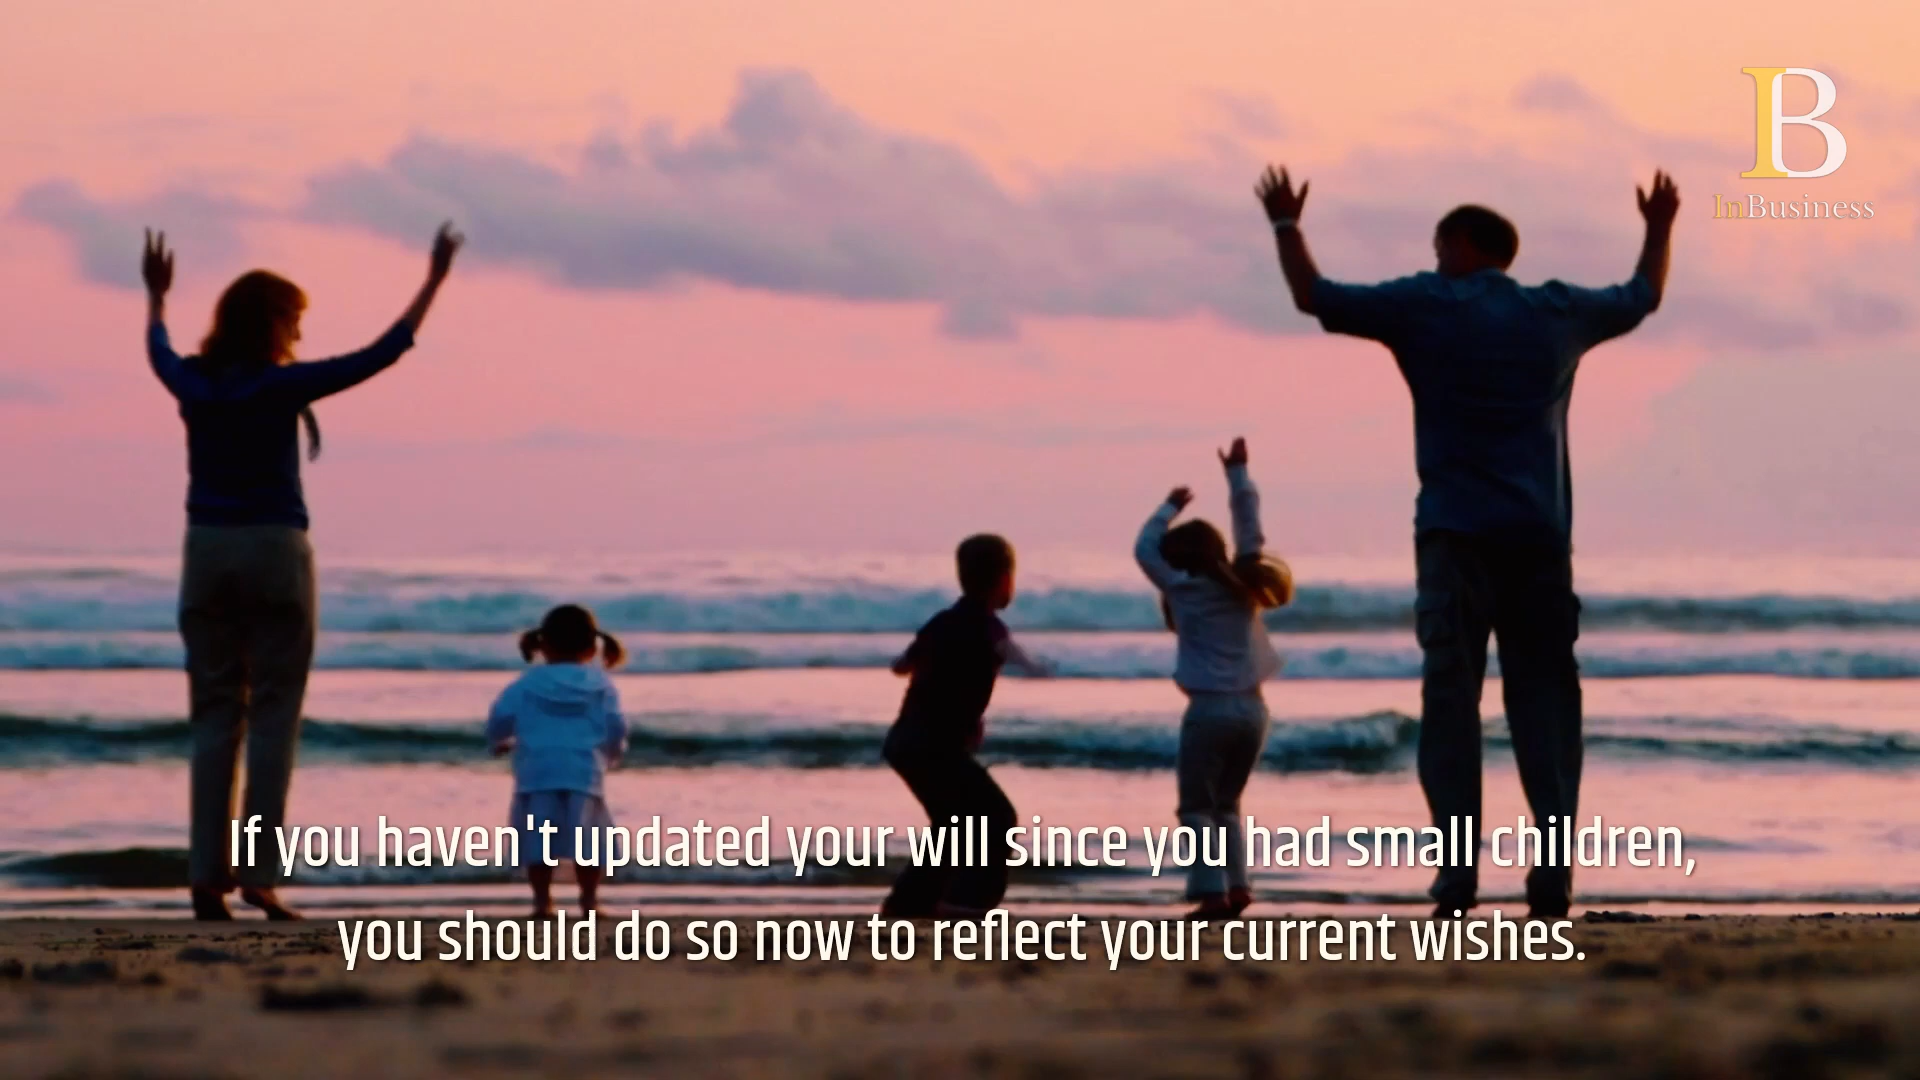 IB
InBusiness
If you haven't updated your will since you had small children,
you should do so now to reflect your current wishes.